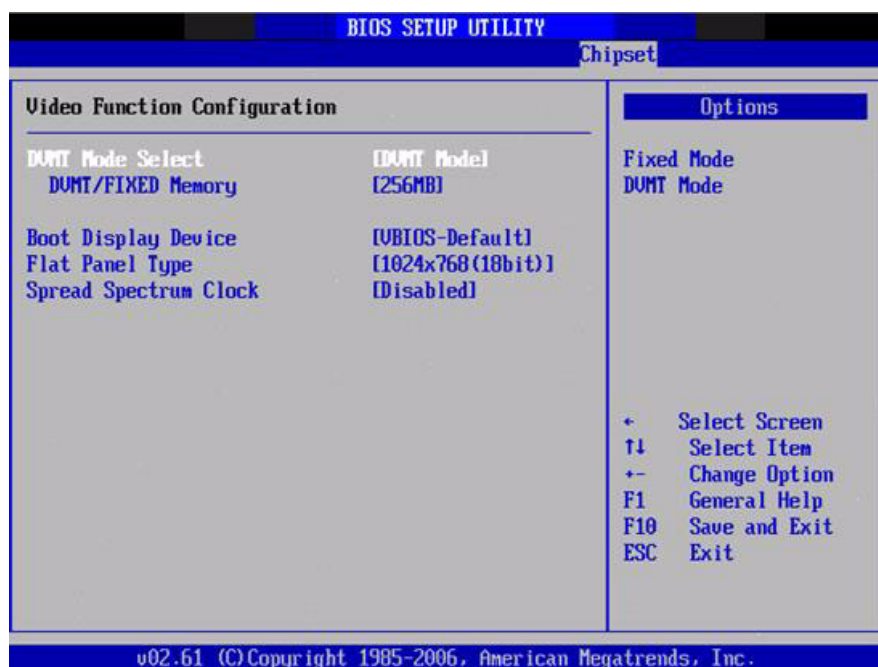 BIOS SETUP UTILITY
Chipset
Video Function Configuration
DVMT Mode Select [DVMT Mode]
DVMT/FIXED Memory [256MB]
Boot Display Device [VBIOS-Default]
Flat Panel Type [1024x768(18bit)]
Spread Spectrum Clock [Disabled]
Options
Fixed Mode
DVMT Mode
← Select Screen
↑↓ Select Item
+- Change Option
F1 General Help
F10 Save and Exit
ESC Exit
v02.61 (C)Copyright 1985-2006, American Megatrends, Inc.